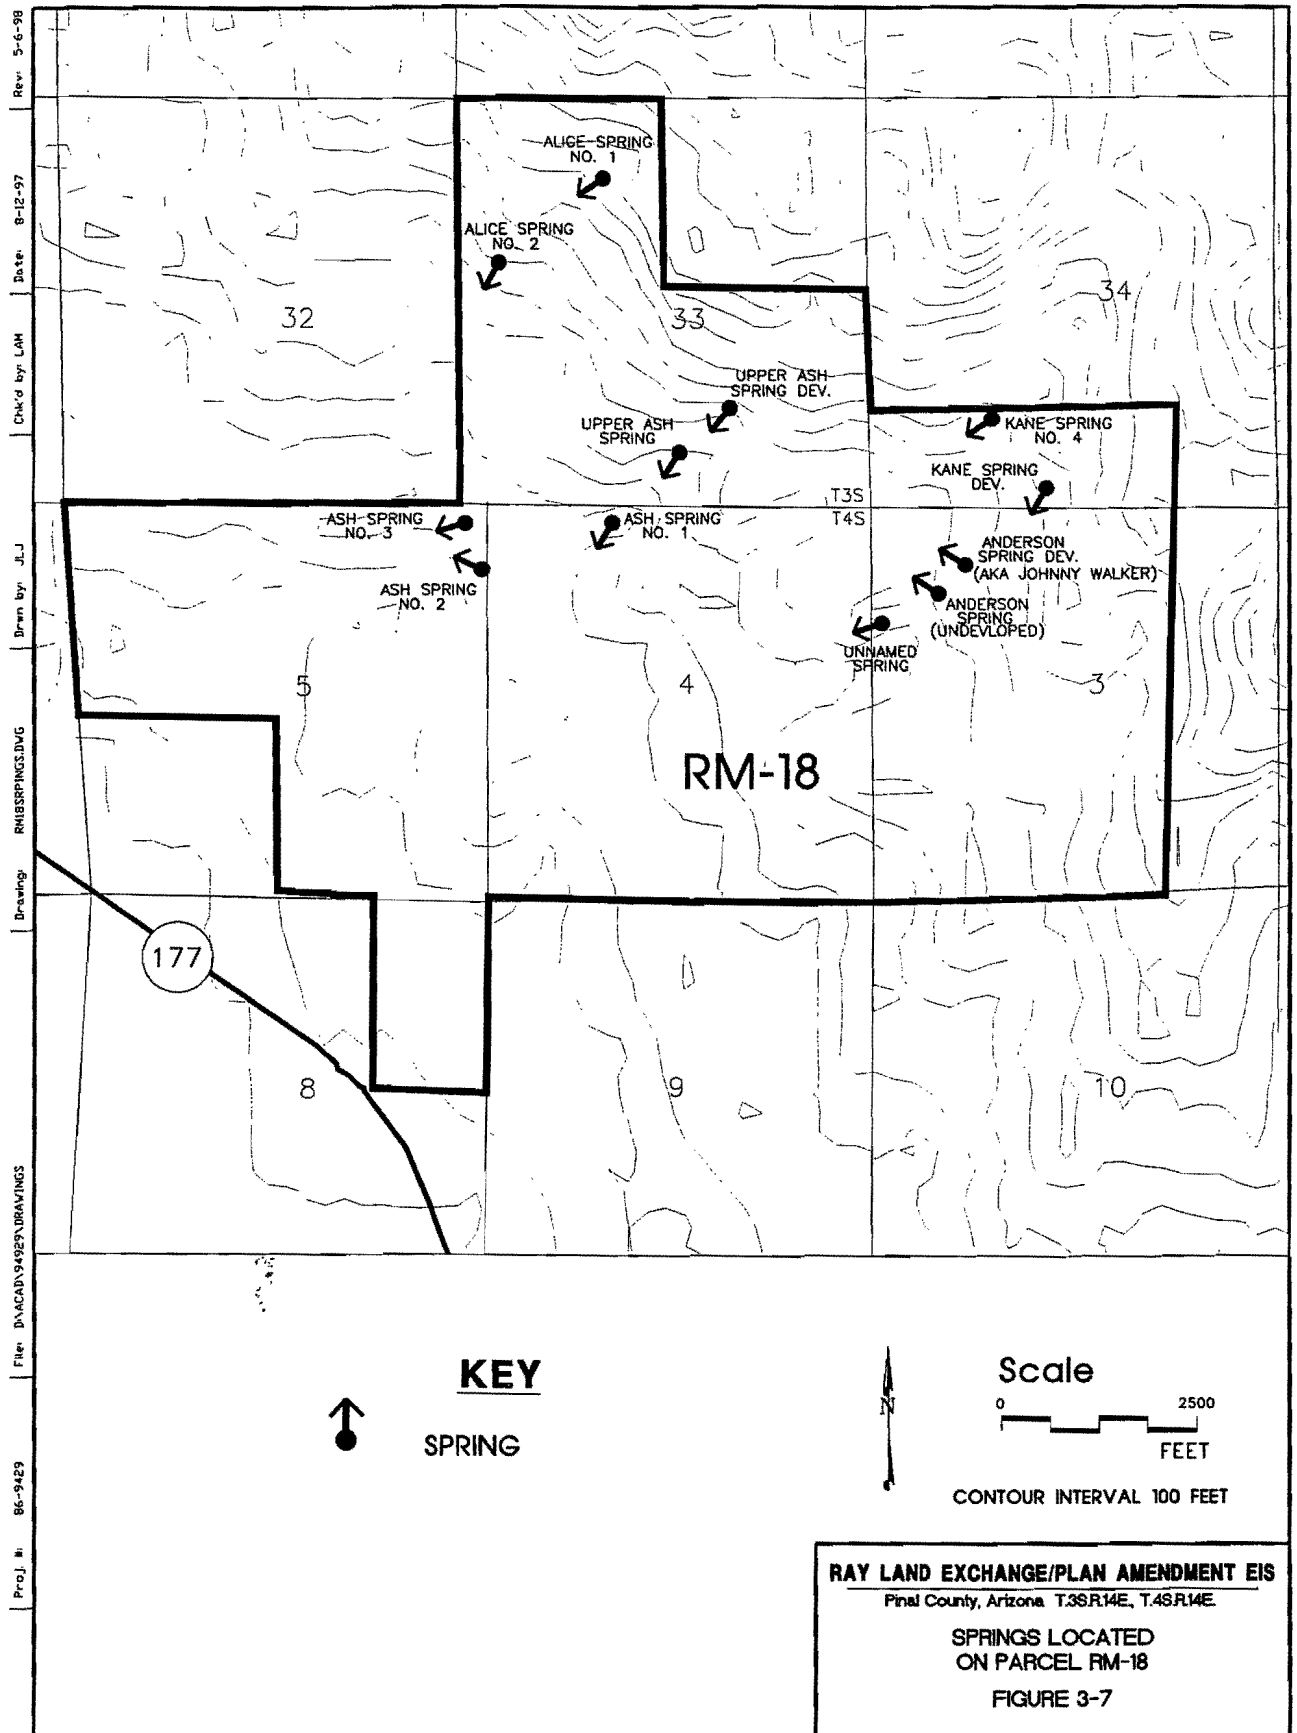 Rev: 5-6-98
Date: 8-12-97
Chk'd by: LAM
Drwn by: JLJ
Drawing: RM18SRPINGS.DWG
File: D:\ACAD\94929\DRAWINGS
Proj. #: 86-9429
ALICE SPRING
NO. 1
ALICE SPRING
NO. 2
32
33
34
UPPER ASH
SPRING DEV.
UPPER ASH
SPRING
KANE SPRING
NO. 4
KANE SPRING
DEV.
T3S
T4S
ASH SPRING
NO. 3
ASH SPRING
NO. 1
ASH SPRING
NO. 2
ANDERSON
SPRING DEV.
(AKA JOHNNY WALKER)
ANDERSON
SPRING
(UNDEVLOPED)
UNNAMED
SPRING
5
4
3
RM-18
177
8
9
10
KEY
SPRING
N
Scale
0 2500
FEET
CONTOUR INTERVAL 100 FEET
RAY LAND EXCHANGE/PLAN AMENDMENT EIS
Pinal County, Arizona T.3S.R.14E., T.4S.R.14E.
SPRINGS LOCATED
ON PARCEL RM-18
FIGURE 3-7